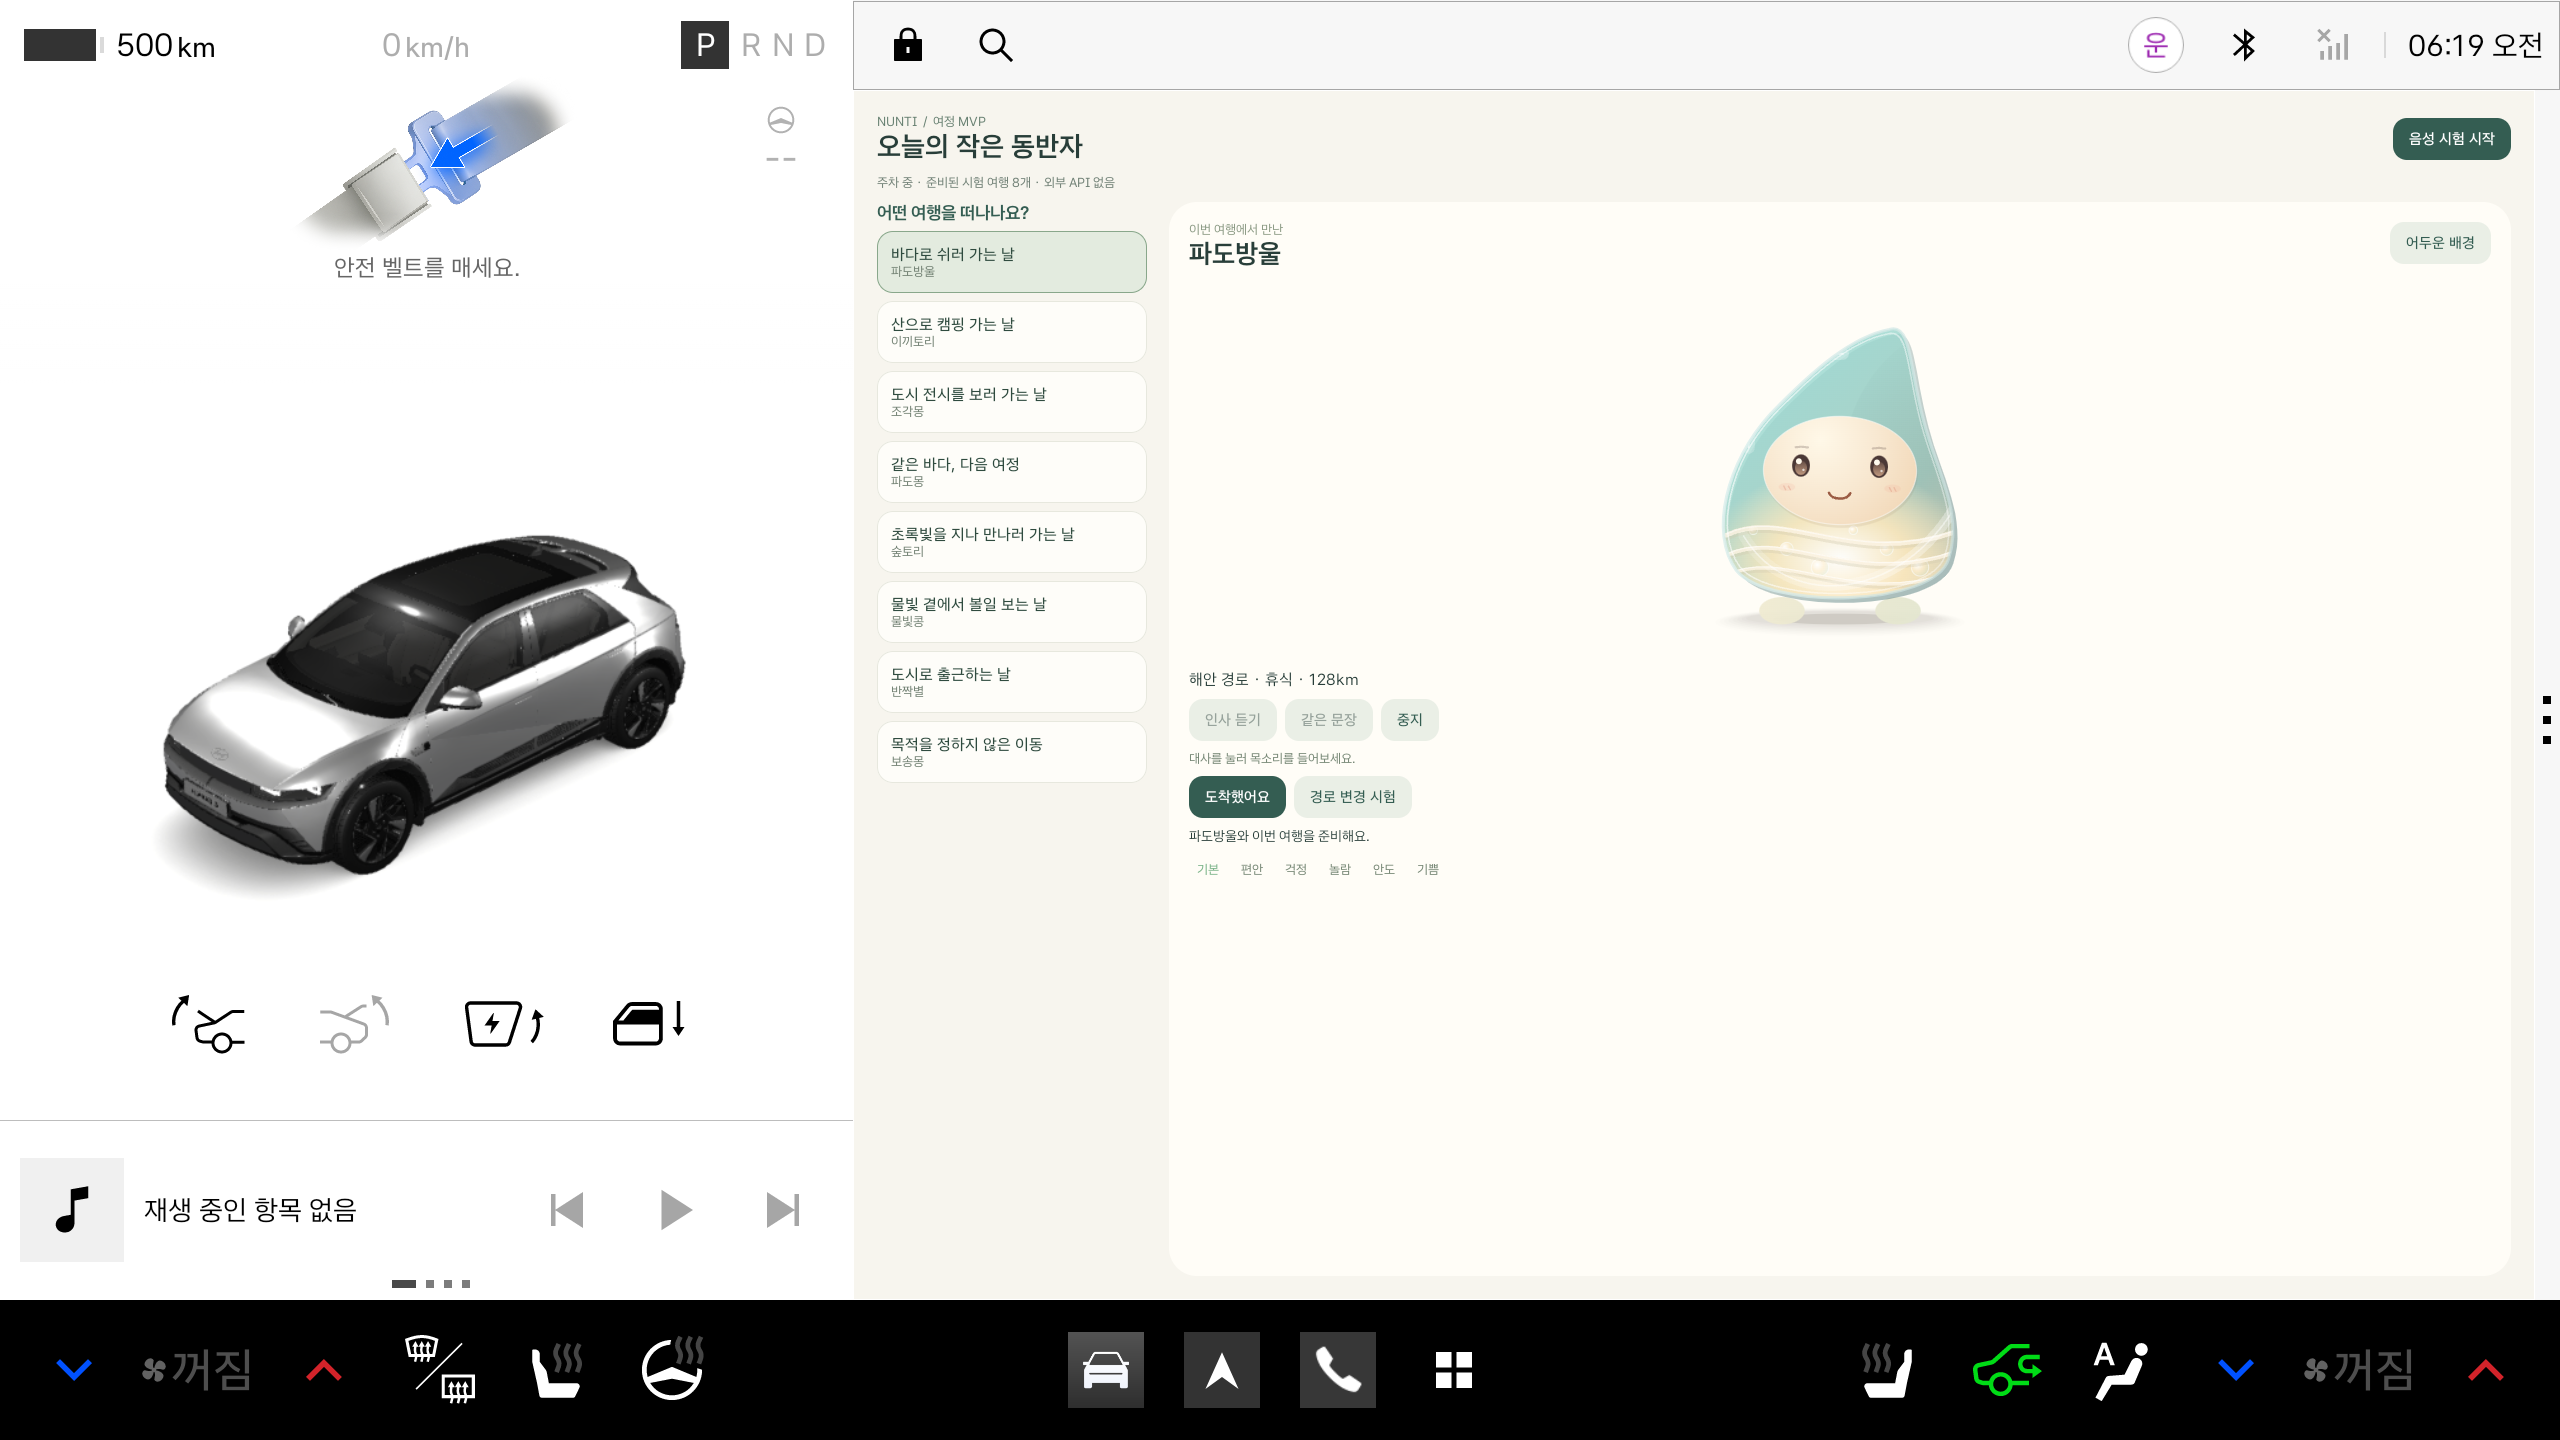 500 km
0 km/h
P R N D
운
06:19 오전
안전 벨트를 매세요.
재생 중인 항목 없음
NUNTI / 여정 MVP
오늘의 작은 동반자
음성 시험 시작
주차 중 · 준비된 시험 여행 8개 · 외부 API 없음
어떤 여행을 떠나나요?
바다로 쉬러 가는 날
파도방울
산으로 캠핑 가는 날
이끼토리
도시 전시를 보러 가는 날
조각몽
같은 바다, 다음 여정
파도몽
초록빛을 지나 만나러 가는 날
숲토리
물빛 곁에서 볼일 보는 날
물빛콩
도시로 출근하는 날
반짝별
목적을 정하지 않은 이동
보송몽
이번 여행에서 만난
파도방울
어두운 배경
해안 경로 · 휴식 · 128km
인사 듣기 같은 문장 중지
대사를 눌러 목소리를 들어보세요.
도착했어요 경로 변경 시험
파도방울와 이번 여행을 준비해요.
기본 편안 걱정 놀람 안도 기쁨
꺼짐
A
꺼짐